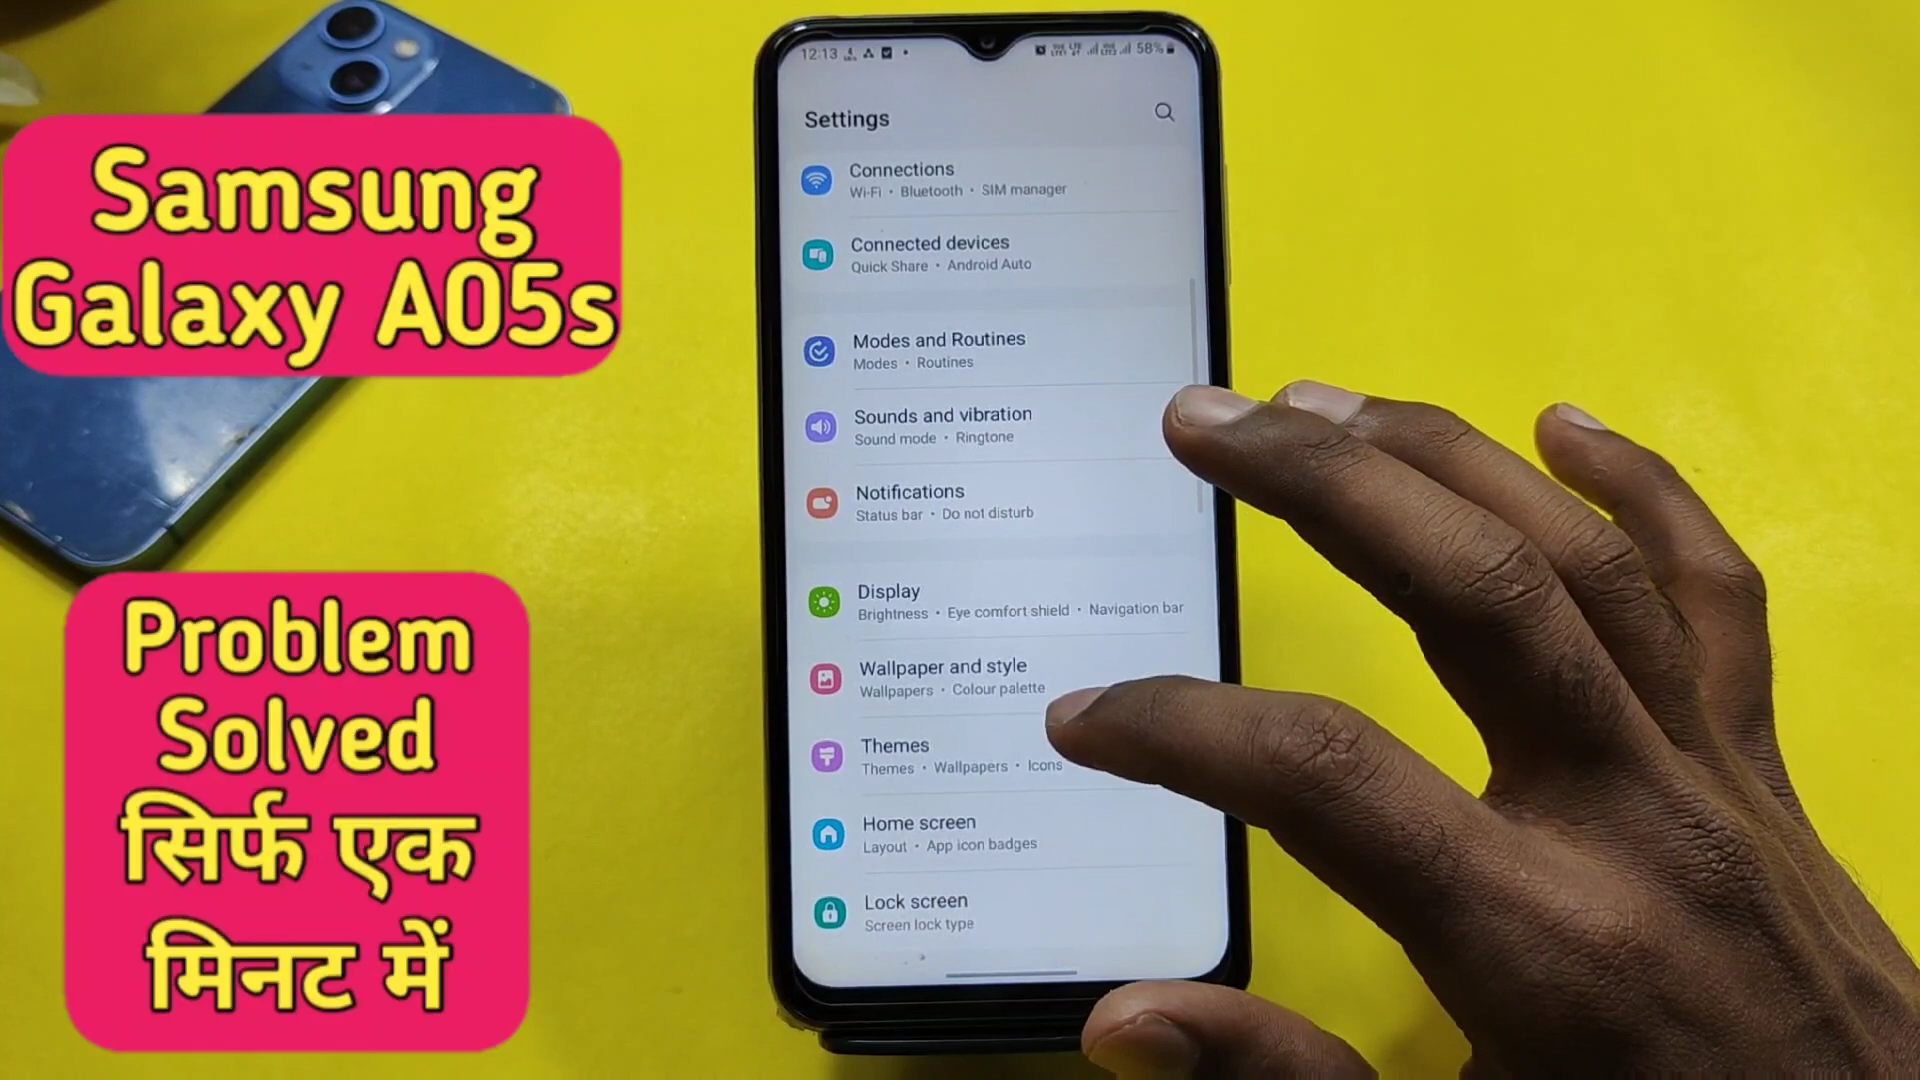 Samsung
Galaxy A05s
Problem
Solved
सिर्फ एक
मिनट में
12:13
58%
Settings
Connections
Wi-Fi • Bluetooth • SIM manager
Connected devices
Quick Share • Android Auto
Modes and Routines
Modes • Routines
Sounds and vibration
Sound mode • Ringtone
Notifications
Status bar • Do not disturb
Display
Brightness • Eye comfort shield • Navigation bar
Wallpaper and style
Wallpapers • Colour palette
Themes
Themes • Wallpapers • Icons
Home screen
Layout • App icon badges
Lock screen
Screen lock type